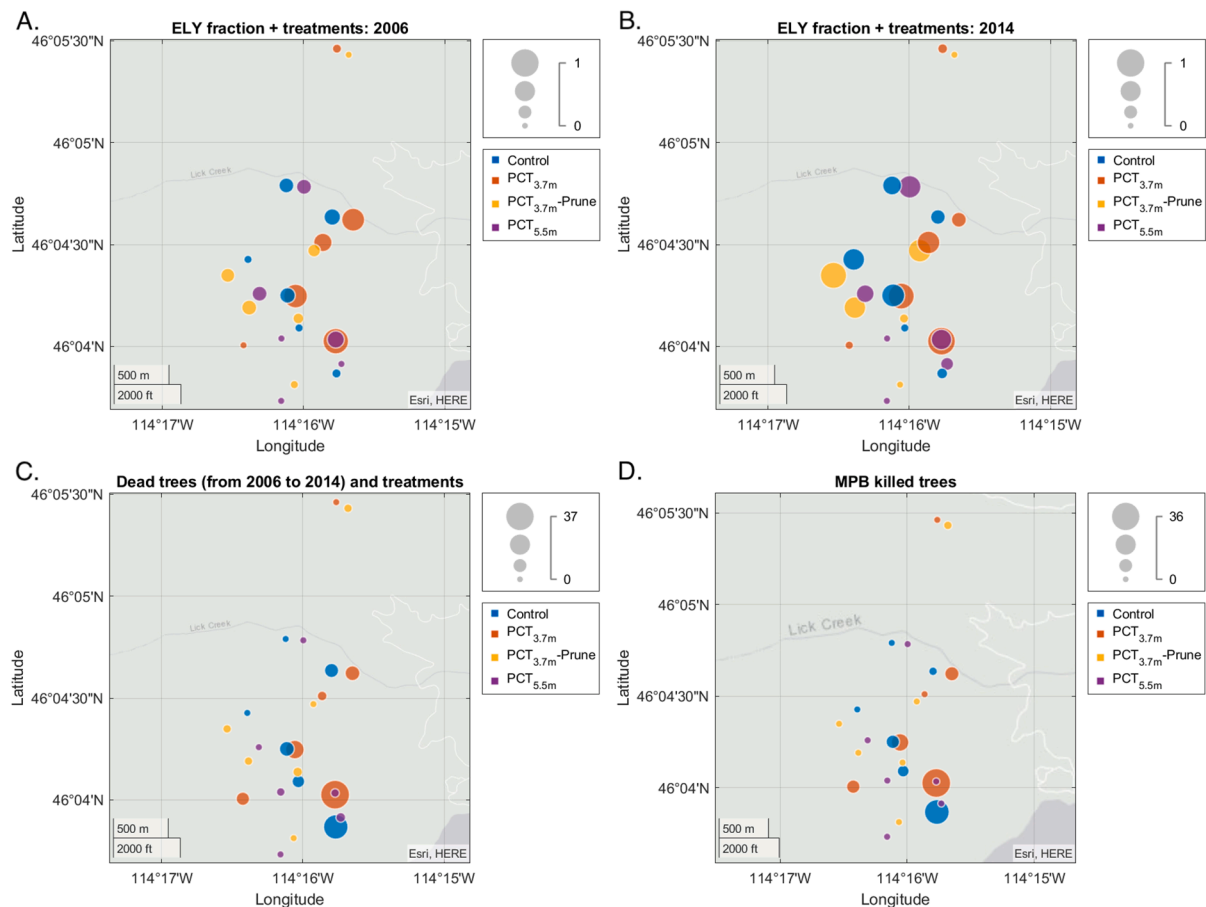 A.
ELY fraction + treatments: 2006
46°05'30"N
46°05'N
46°04'30"N
46°04'N
Latitude
Lick Creek
500 m
2000 ft
Esri, HERE
114°17'W
114°16'W
114°15'W
Longitude
1
0
Control
PCT3.7m
PCT3.7m-Prune
PCT5.5m
B.
ELY fraction + treatments: 2014
46°05'30"N
46°05'N
46°04'30"N
46°04'N
Latitude
Lick Creek
500 m
2000 ft
Esri, HERE
114°17'W
114°16'W
114°15'W
Longitude
1
0
Control
PCT3.7m
PCT3.7m-Prune
PCT5.5m
C.
Dead trees (from 2006 to 2014) and treatments
46°05'30"N
46°05'N
46°04'30"N
46°04'N
Latitude
Lick Creek
500 m
2000 ft
Esri, HERE
114°17'W
114°16'W
114°15'W
Longitude
37
0
Control
PCT3.7m
PCT3.7m-Prune
PCT5.5m
D.
MPB killed trees
46°05'30"N
46°05'N
46°04'30"N
46°04'N
Latitude
Lick Creek
500 m
2000 ft
Esri, HERE
114°17'W
114°16'W
114°15'W
Longitude
36
0
Control
PCT3.7m
PCT3.7m-Prune
PCT5.5m